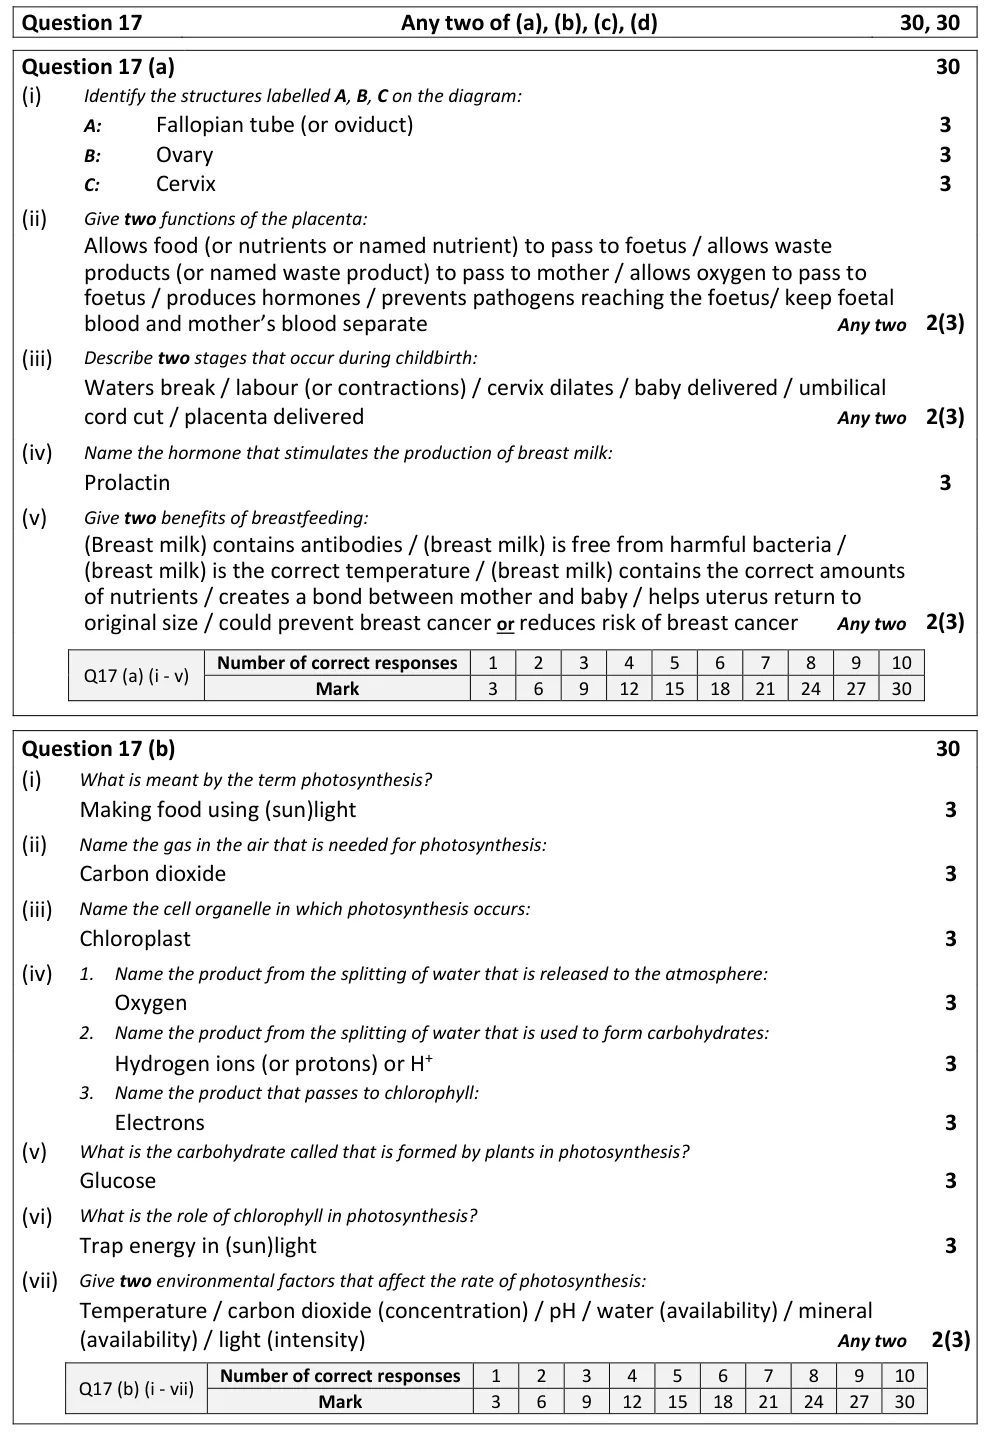 Question 17 Any two of (a), (b), (c), (d) 30, 30
Question 17 (a) 30
(i) Identify the structures labelled A, B, C on the diagram:
A: Fallopian tube (or oviduct) 3
B: Ovary 3
C: Cervix 3
(ii) Give two functions of the placenta:
Allows food (or nutrients or named nutrient) to pass to foetus / allows waste
products (or named waste product) to pass to mother / allows oxygen to pass to
foetus / produces hormones / prevents pathogens reaching the foetus/ keep foetal
blood and mother’s blood separate Any two 2(3)
(iii) Describe two stages that occur during childbirth:
Waters break / labour (or contractions) / cervix dilates / baby delivered / umbilical
cord cut / placenta delivered Any two 2(3)
(iv) Name the hormone that stimulates the production of breast milk:
Prolactin 3
(v) Give two benefits of breastfeeding:
(Breast milk) contains antibodies / (breast milk) is free from harmful bacteria /
(breast milk) is the correct temperature / (breast milk) contains the correct amounts
of nutrients / creates a bond between mother and baby / helps uterus return to
original size / could prevent breast cancer or reduces risk of breast cancer Any two 2(3)
Q17 (a) (i - v) Number of correct responses 1 2 3 4 5 6 7 8 9 10
Mark 3 6 9 12 15 18 21 24 27 30
Question 17 (b) 30
(i) What is meant by the term photosynthesis?
Making food using (sun)light 3
(ii) Name the gas in the air that is needed for photosynthesis:
Carbon dioxide 3
(iii) Name the cell organelle in which photosynthesis occurs:
Chloroplast 3
(iv) 1. Name the product from the splitting of water that is released to the atmosphere:
Oxygen 3
2. Name the product from the splitting of water that is used to form carbohydrates:
Hydrogen ions (or protons) or H⁺ 3
3. Name the product that passes to chlorophyll:
Electrons 3
(v) What is the carbohydrate called that is formed by plants in photosynthesis?
Glucose 3
(vi) What is the role of chlorophyll in photosynthesis?
Trap energy in (sun)light 3
(vii) Give two environmental factors that affect the rate of photosynthesis:
Temperature / carbon dioxide (concentration) / pH / water (availability) / mineral
(availability) / light (intensity) Any two 2(3)
Q17 (b) (i - vii) Number of correct responses 1 2 3 4 5 6 7 8 9 10
Mark 3 6 9 12 15 18 21 24 27 30